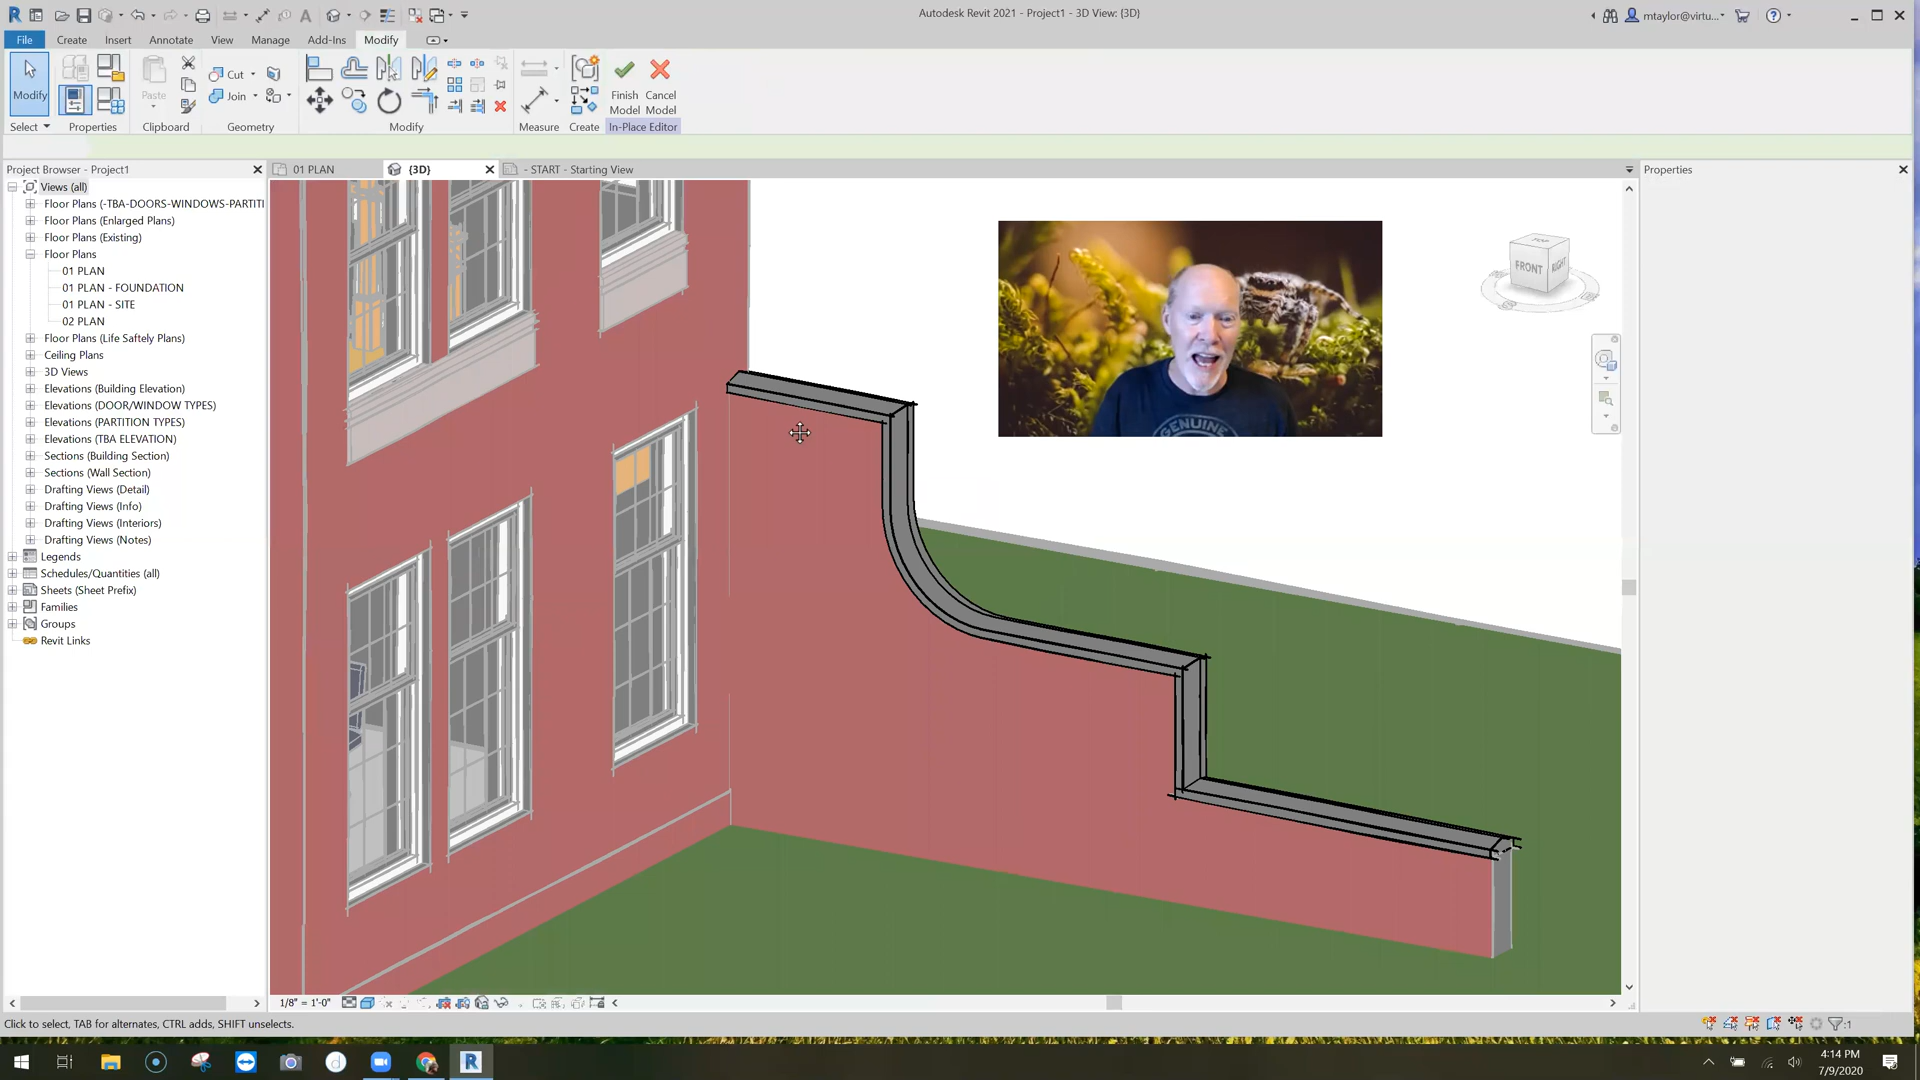 Autodesk Revit 2021 - Project1 - 3D View: {3D}
mtaylor@virtu...
File Create Insert Annotate View Manage Add-Ins Modify
Modify
Paste
Cut
Join
Finish Model
Cancel Model
Select Properties Clipboard Geometry Modify Measure Create In-Place Editor
Project Browser - Project1
01 PLAN
{3D}
- START - Starting View
Properties
Views (all)
Floor Plans (-TBA-DOORS-WINDOWS-PARTITI
Floor Plans (Enlarged Plans)
Floor Plans (Existing)
Floor Plans
01 PLAN
01 PLAN - FOUNDATION
01 PLAN - SITE
02 PLAN
Floor Plans (Life Saftely Plans)
Ceiling Plans
3D Views
Elevations (Building Elevation)
Elevations (DOOR/WINDOW TYPES)
Elevations (PARTITION TYPES)
Elevations (TBA ELEVATION)
Sections (Building Section)
Sections (Wall Section)
Drafting Views (Detail)
Drafting Views (Info)
Drafting Views (Interiors)
Drafting Views (Notes)
Legends
Schedules/Quantities (all)
Sheets (Sheet Prefix)
Families
Groups
Revit Links
TOP
FRONT
RIGHT
GENUINE
1/8" = 1'-0"
Click to select, TAB for alternates, CTRL adds, SHIFT unselects.
:1
4:14 PM
7/9/2020